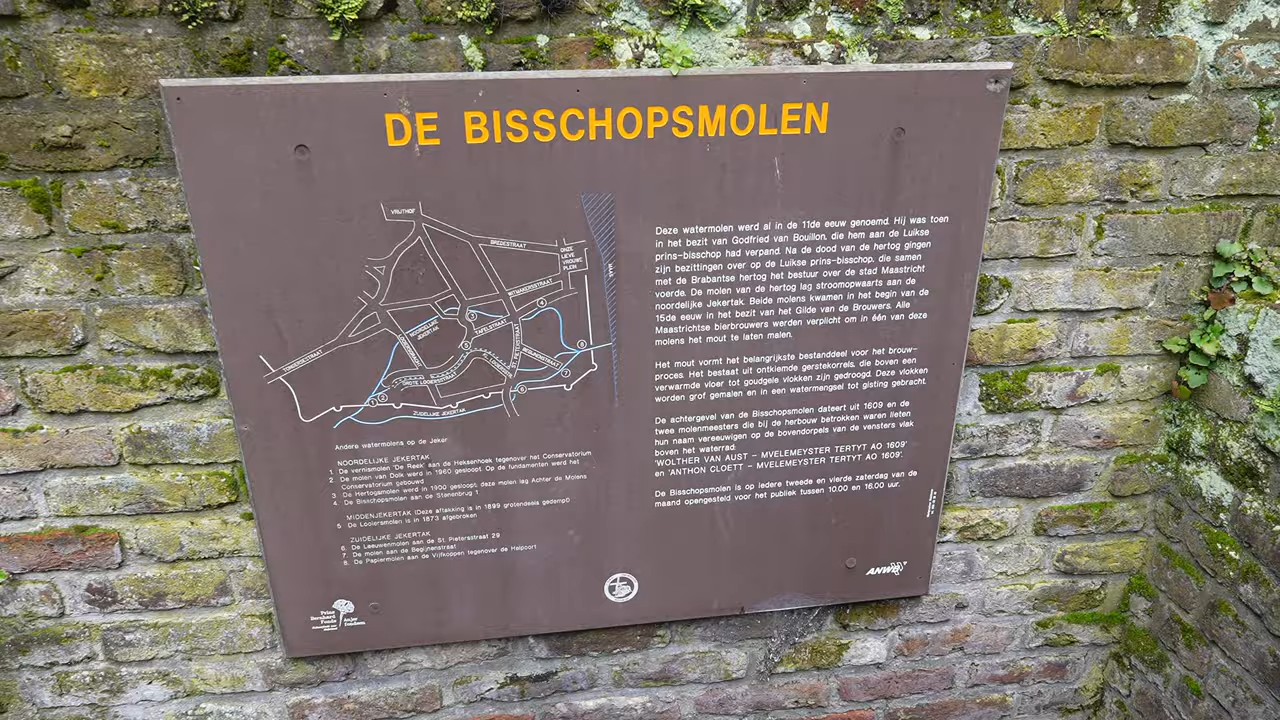 DE BISSCHOPSMOLEN
VRIJTHOF
BREDESTRAAT
ONZE
LIEVE
VROUWE
PLEIN
MAAS
WITMAKERSTRAAT
NOORDELIJKE
JEKERTAK
TAFELSTRAAT
ST. PIETERSTRAAT
TONGERSESTRAAT
GROTE LOOIERSTRAAT
BEGIJNENSTRAAT
ZUIDELIJKE JEKERTAK
Andere watermolens op de Jeker
NOORDELIJKE JEKERTAK
1 De vernismolen 'De Reek' aan de Heksenhoek tegenover het Conservatorium
2 De molen van Dolk werd in 1960 gesloopt. Op de fundamenten werd het
Conservatorium gebouwd
3 De Hertogsmolen werd in 1900 gesloopt; deze molen lag Achter de Molens
4 De Bisschopsmolen aan de Stenenbrug 1
MIDDENJEKERTAK (Deze aftakking is in 1899 grotendeels gedempt)
5 De Looiersmolen is in 1873 afgebroken
ZUIDELIJKE JEKERTAK
6. De Leeuwenmolen aan de St. Pietersstraat 29
7. De molen aan de Begijnenstraat
8. De Papiermolen aan de Vijfkoppen tegenover de Helpoort
Deze watermolen werd al in de 11de eeuw genoemd. Hij was toen
in het bezit van Godfried van Bouillon, die hem aan de Luikse
prins-bisschop had verpand. Na de dood van de hertog gingen
zijn bezittingen over op de Luikse prins-bisschop, die samen
met de Brabantse hertog het bestuur over de stad Maastricht
voerde. De molen van de hertog lag stroomopwaarts aan de
noordelijke Jekertak. Beide molens kwamen in het begin van de
15de eeuw in het bezit van het Gilde van de Brouwers. Alle
Maastrichtse bierbrouwers werden verplicht om in één van deze
molens het mout te laten malen.
Het mout vormt het belangrijkste bestanddeel voor het brouw-
proces. Het bestaat uit ontkiemde gerstekorrels, die boven een
verwarmde vloer tot goudgele vlokken zijn gedroogd. Deze vlokken
worden grof gemalen en in een watermengsel tot gisting gebracht.
De achtergevel van de Bisschopsmolen dateert uit 1609 en de
twee molenmeesters die bij de herbouw betrokken waren lieten
hun naam vereeuwigen op de bovendorpels van de vensters vlak
boven het waterrad:
'WOLTHER VAN AUST – MVELEMEYSTER TERTYT AO 1609'
en 'ANTHON CLOETT – MVELEMEYSTER TERTYT AO 1609'.
De Bisschopsmolen is op iedere tweede en vierde zaterdag van de
maand opengesteld voor het publiek tussen 10.00 en 16.00 uur.
Prins
Bernhard
Fonds
Anjer
Fondsen
ANWB